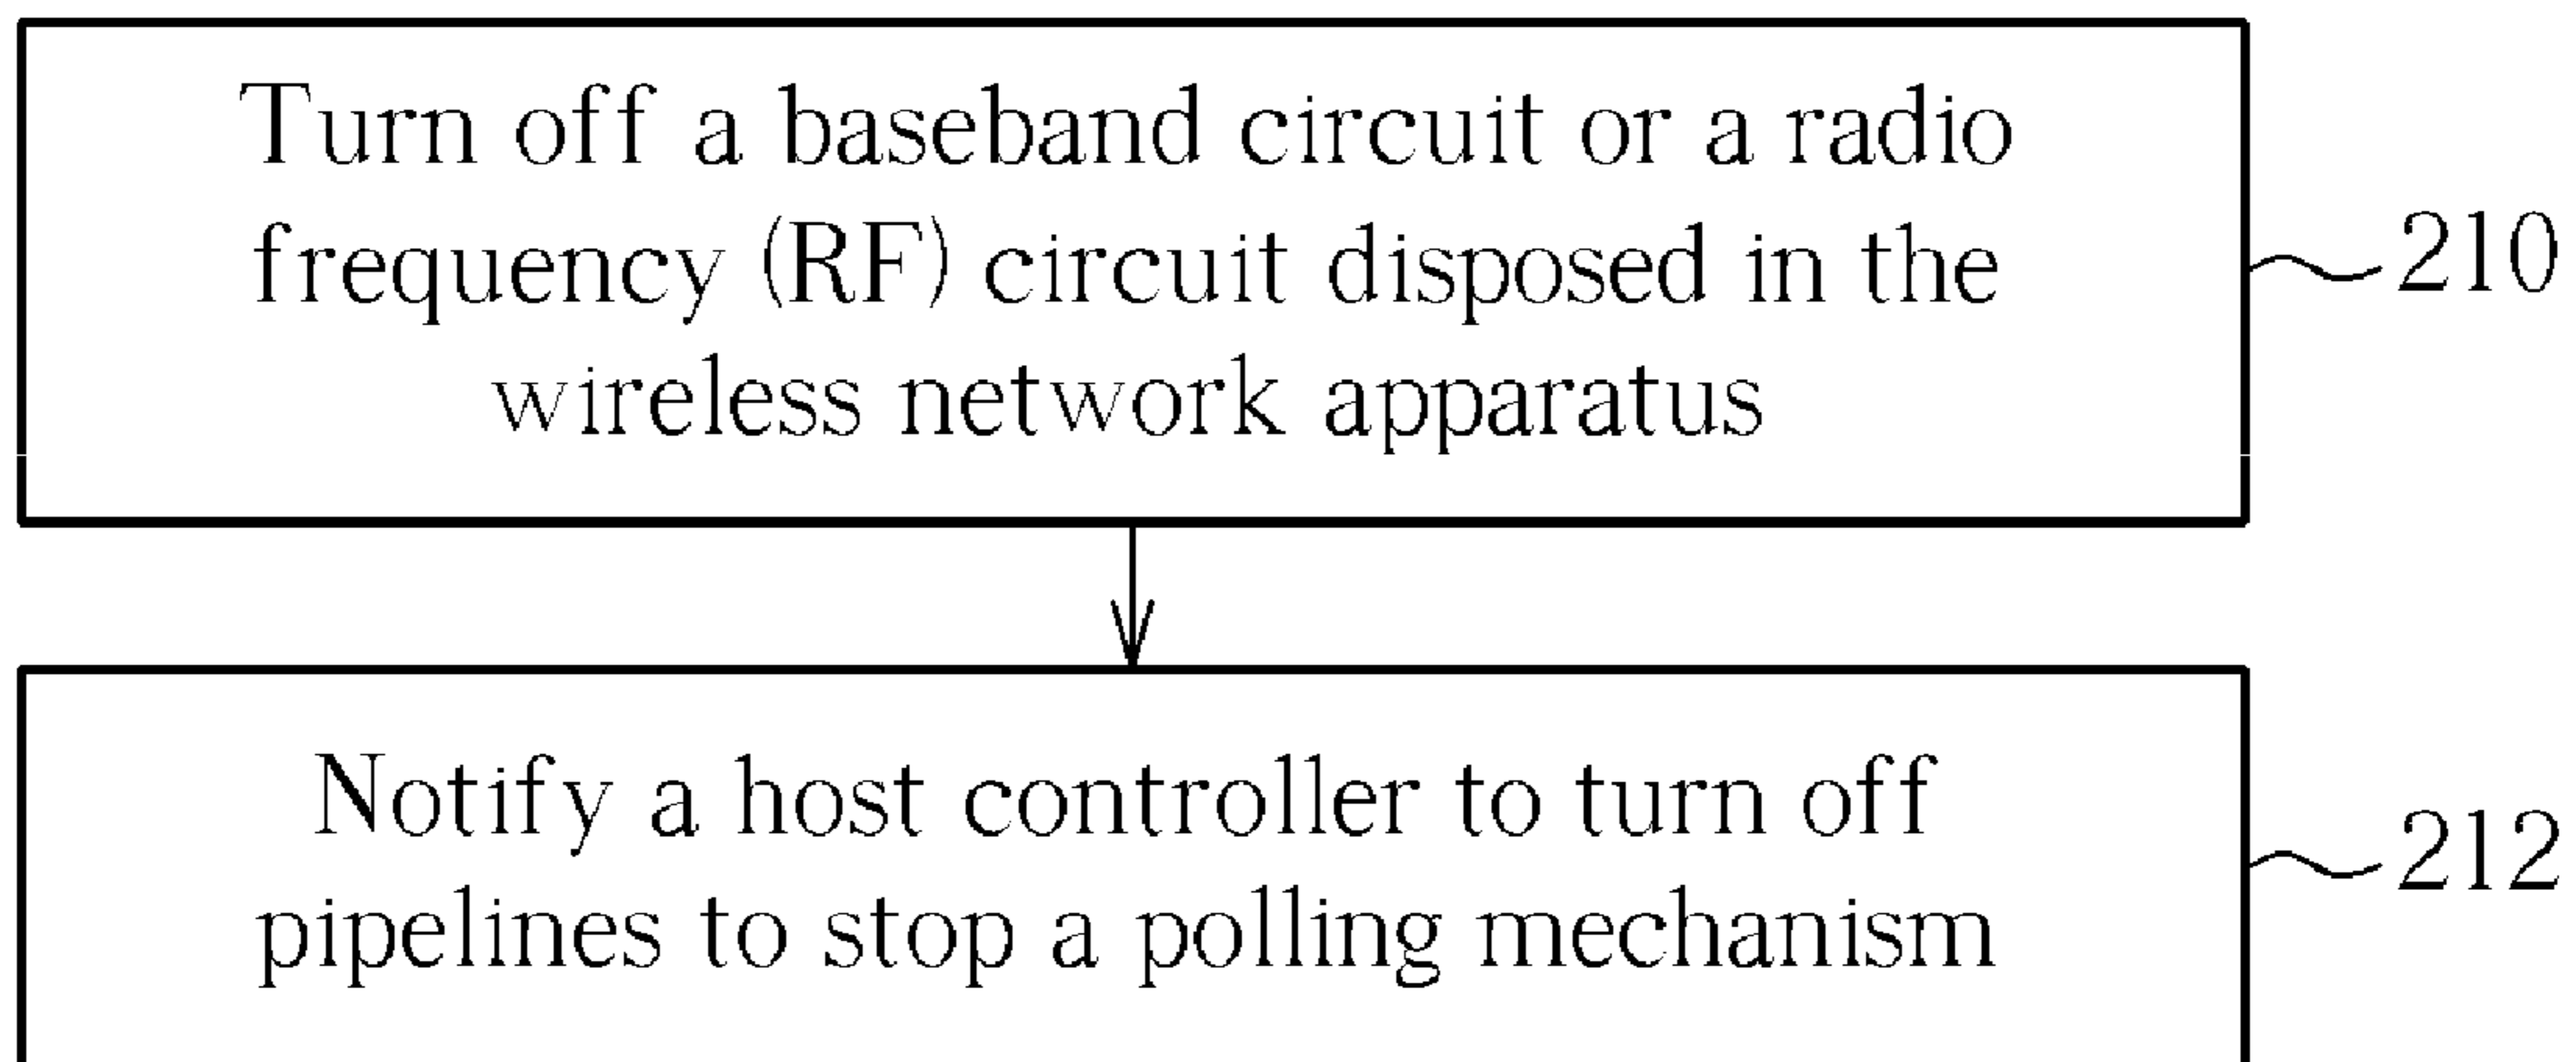 Turn off a baseband circuit or a radio
frequency (RF) circuit disposed in the
wireless network apparatus
210
Notify a host controller to turn off
pipelines to stop a polling mechanism
212